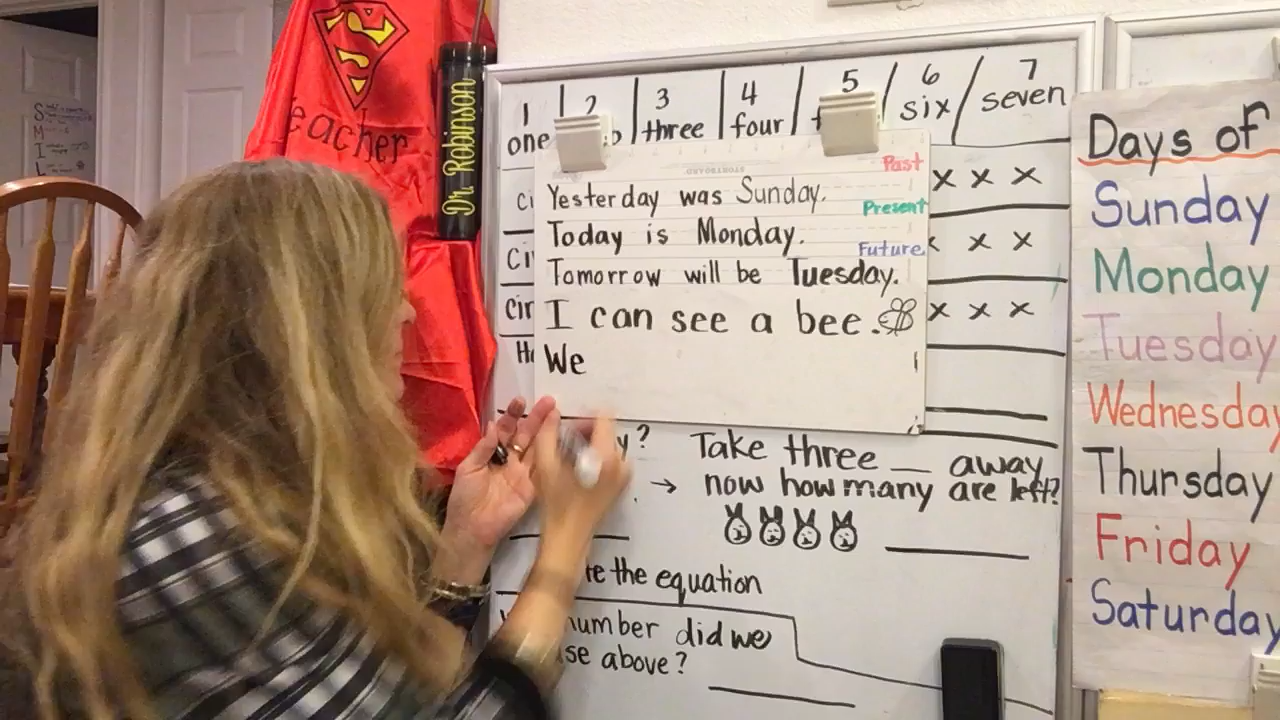 1 2 3 4 5 6 7
one three four six seven
Yesterday was Sunday. Past
Today is Monday. Present
Tomorrow will be Tuesday. Future
I can see a bee.
We
x x x
x x
x x x
Take three __ away
→ now how many are left?
the equation
number did we
above?
Days of
Sunday
Monday
Tuesday
Wednesday
Thursday
Friday
Saturday
eacher
Dr. Robinson
S
M
I
L